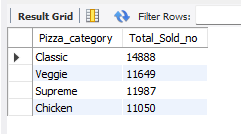 Result Grid Filter Rows:
Pizza_category Total_Sold_no
Classic 14888
Veggie 11649
Supreme 11987
Chicken 11050